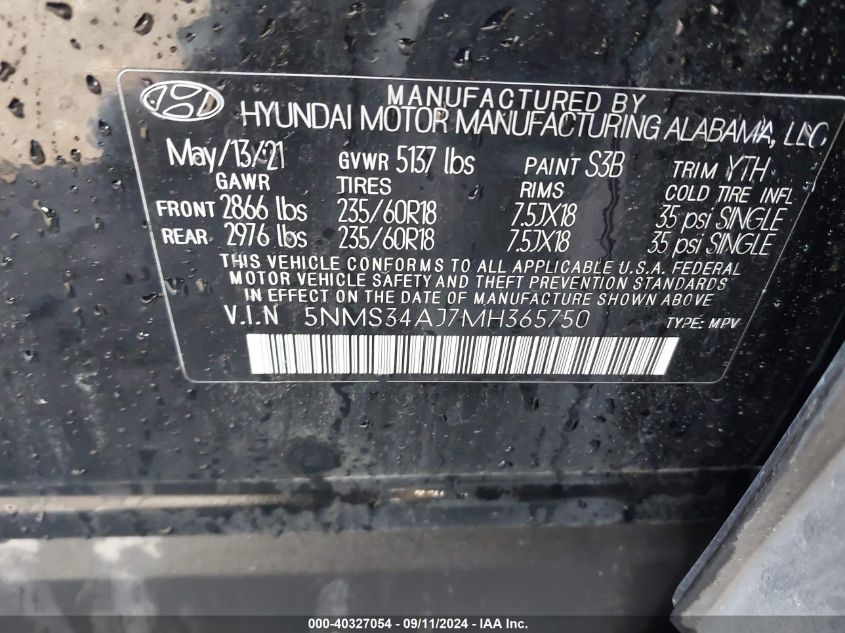 MANUFACTURED BY
HYUNDAI MOTOR MANUFACTURING ALABAMA, LLC
May/13/21 GVWR 5137 lbs PAINT S3B TRIM YTH
GAWR TIRES RIMS COLD TIRE INFL
FRONT 2866 lbs 235/60R18 7.5JX18 35 psi SINGLE
REAR 2976 lbs 235/60R18 7.5JX18 35 psi SINGLE
THIS VEHICLE CONFORMS TO ALL APPLICABLE U.S.A. FEDERAL
MOTOR VEHICLE SAFETY AND THEFT PREVENTION STANDARDS
IN EFFECT ON THE DATE OF MANUFACTURE SHOWN ABOVE
V.I.N 5NMS34AJ7MH365750 TYPE: MPV
000-40327054 - 09/11/2024 - IAA Inc.